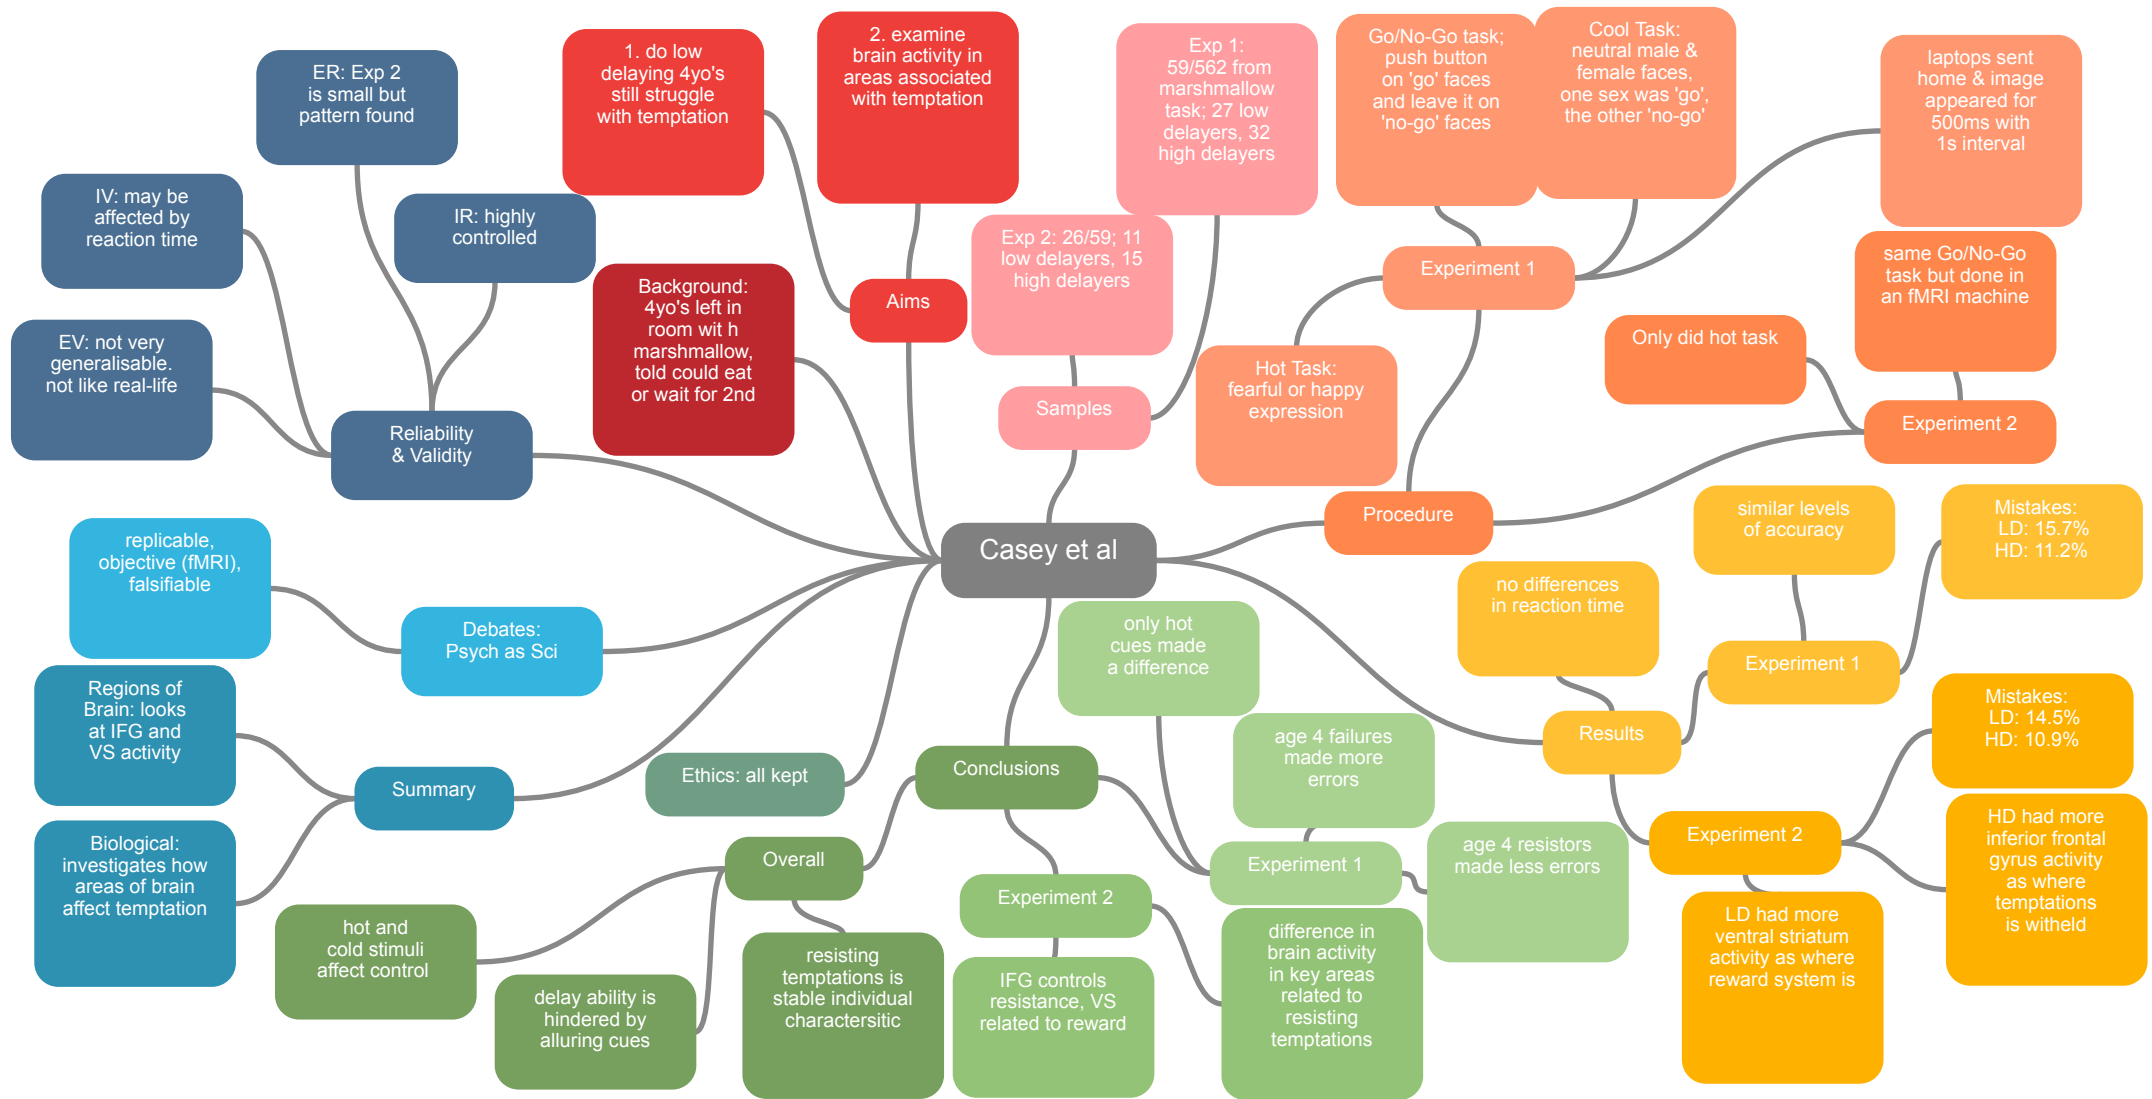 Casey et al
Background:
4yo's left in
room wit h
marshmallow,
told could eat
or wait for 2nd
Aims
1. do low
delaying 4yo's
still struggle
with temptation
2. examine
brain activity in
areas associated
with temptation
Samples
Exp 1:
59/562 from
marshmallow
task; 27 low
delayers, 32
high delayers
Exp 2: 26/59; 11
low delayers, 15
high delayers
Procedure
Experiment 1
Go/No-Go task;
push button
on 'go' faces
and leave it on
'no-go' faces
Cool Task:
neutral male &
female faces,
one sex was 'go',
the other 'no-go'
laptops sent
home & image
appeared for
500ms with
1s interval
Hot Task:
fearful or happy
expression
Experiment 2
same Go/No-Go
task but done in
an fMRI machine
Only did hot task
Results
no differences
in reaction time
Experiment 1
similar levels
of accuracy
Mistakes:
LD: 15.7%
HD: 11.2%
Experiment 2
Mistakes:
LD: 14.5%
HD: 10.9%
HD had more
inferior frontal
gyrus activity
as where
temptations
is witheld
LD had more
ventral striatum
activity as where
reward system is
Conclusions
Experiment 1
only hot
cues made
a difference
age 4 failures
made more
errors
age 4 resistors
made less errors
Experiment 2
IFG controls
resistance, VS
related to reward
difference in
brain activity
in key areas
related to
resisting
temptations
Overall
hot and
cold stimuli
affect control
delay ability is
hindered by
alluring cues
resisting
temptations is
stable individual
charactersitic
Ethics: all kept
Summary
Regions of
Brain: looks
at IFG and
VS activity
Biological:
investigates how
areas of brain
affect temptation
Debates:
Psych as Sci
replicable,
objective (fMRI),
falsifiable
Reliability
& Validity
ER: Exp 2
is small but
pattern found
IR: highly
controlled
IV: may be
affected by
reaction time
EV: not very
generalisable.
not like real-life